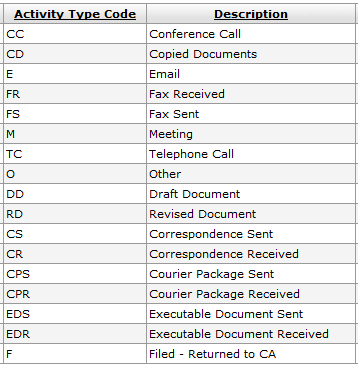 Activity Type Code Description
CC Conference Call
CD Copied Documents
E Email
FR Fax Received
FS Fax Sent
M Meeting
TC Telephone Call
O Other
DD Draft Document
RD Revised Document
CS Correspondence Sent
CR Correspondence Received
CPS Courier Package Sent
CPR Courier Package Received
EDS Executable Document Sent
EDR Executable Document Received
F Filed - Returned to CA